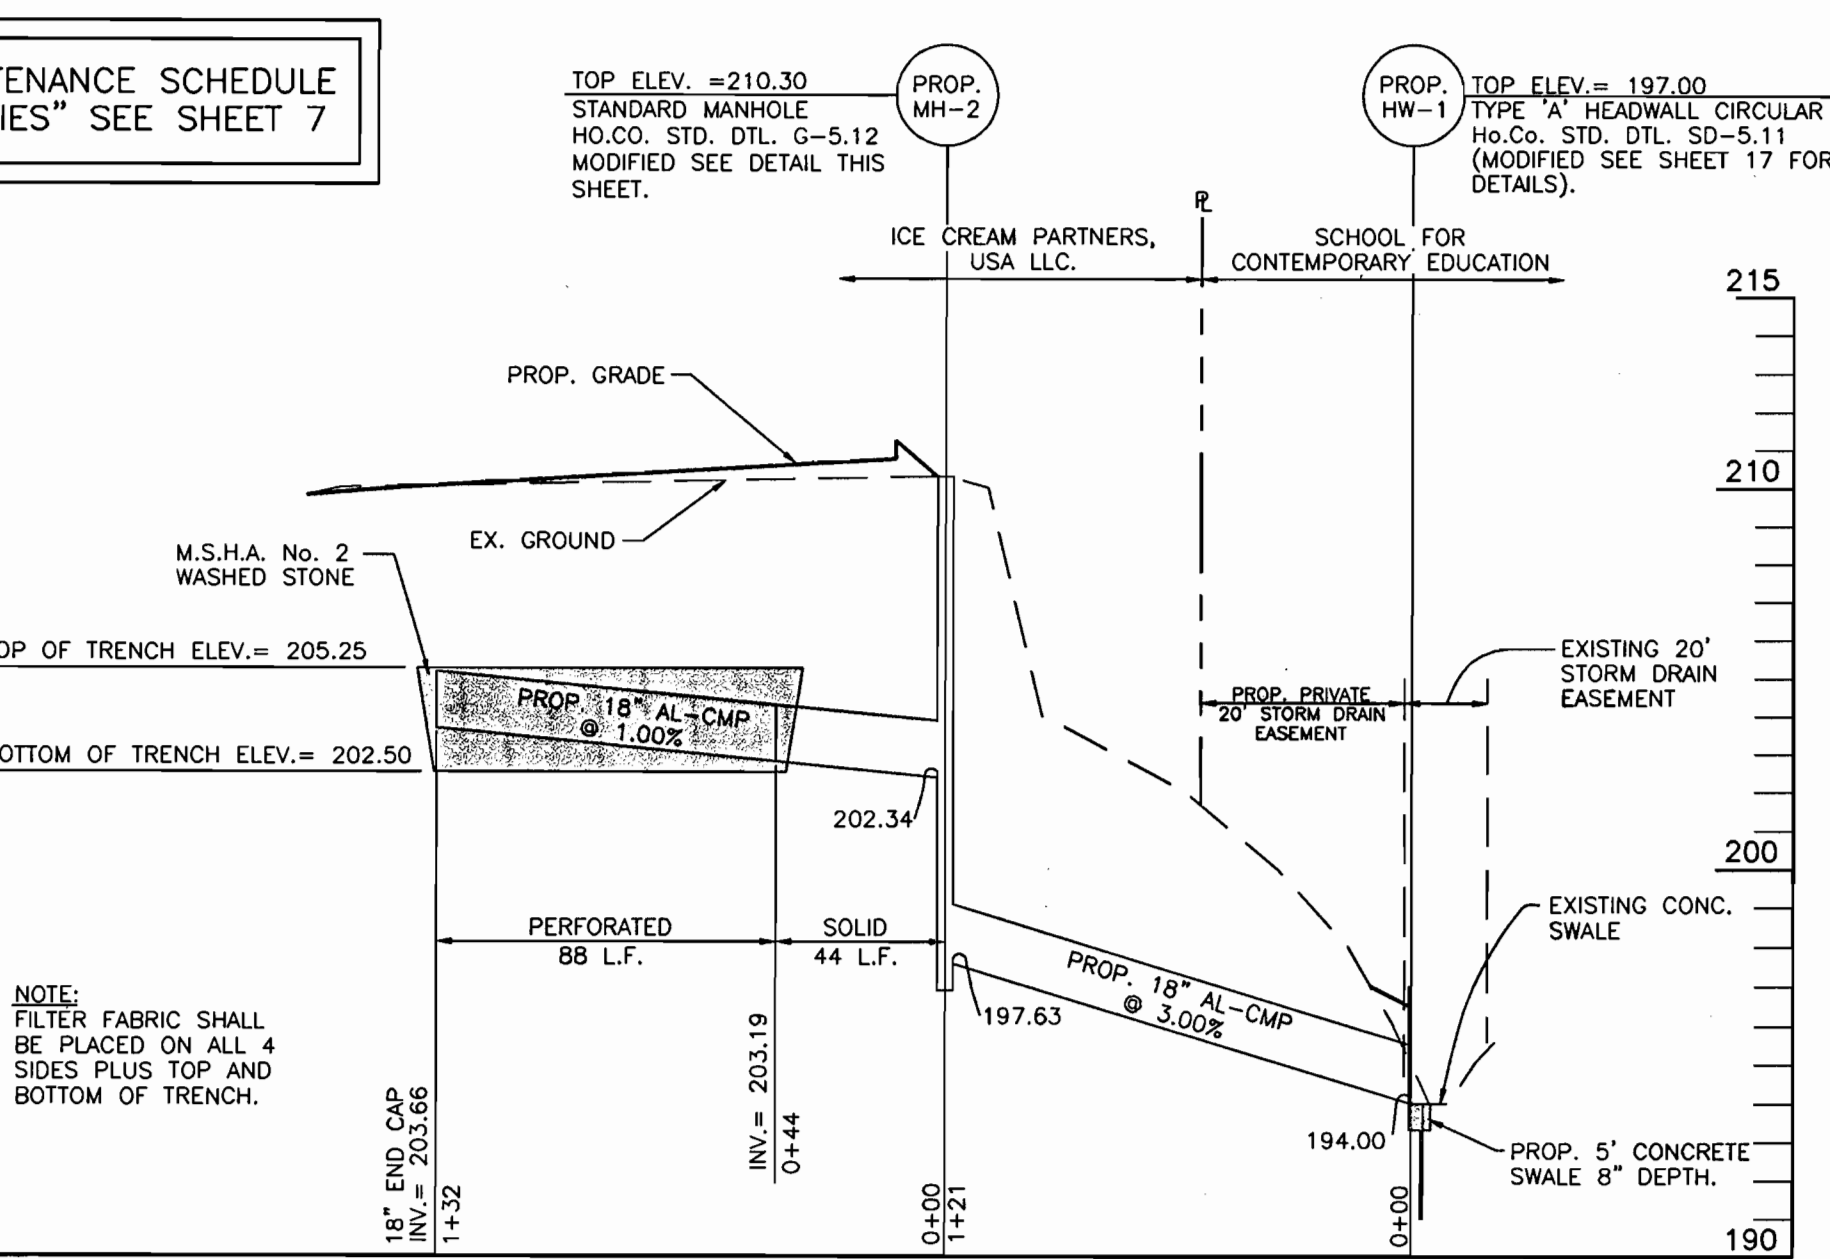 TENANCE SCHEDULE
IES" SEE SHEET 7
TOP ELEV. =210.30
STANDARD MANHOLE
HO.CO. STD. DTL. G-5.12
MODIFIED SEE DETAIL THIS
SHEET.
PROP.
MH-2
PROP.
HW-1
TOP ELEV.= 197.00
TYPE 'A' HEADWALL CIRCULAR
Ho.Co. STD. DTL. SD-5.11
(MODIFIED SEE SHEET 17 FOR
DETAILS).
PL
ICE CREAM PARTNERS,
USA LLC.
SCHOOL FOR
CONTEMPORARY EDUCATION
215
PROP. GRADE
210
EX. GROUND
M.S.H.A. No. 2
WASHED STONE
OP OF TRENCH ELEV.= 205.25
PROP. 18" AL-CMP
@ 1.00%
OTTOM OF TRENCH ELEV.= 202.50
202.34
PROP. PRIVATE
20' STORM DRAIN
EASEMENT
EXISTING 20'
STORM DRAIN
EASEMENT
200
PERFORATED
88 L.F.
SOLID
44 L.F.
EXISTING CONC.
SWALE
PROP. 18" AL-CMP
@ 3.00%
197.63
NOTE:
FILTER FABRIC SHALL
BE PLACED ON ALL 4
SIDES PLUS TOP AND
BOTTOM OF TRENCH.
18" END CAP
INV.= 203.66
1+32
INV.= 203.19
0+44
0+00
1+21
194.00
0+00
PROP. 5' CONCRETE
SWALE 8" DEPTH.
190